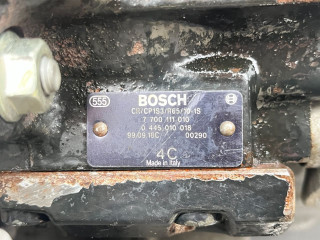 555 BOSCH
CR/CP1S3/R65/10-1S
7 700 111 010
0 445 010 018
99.09.16C 00290
4C
Made in Italy